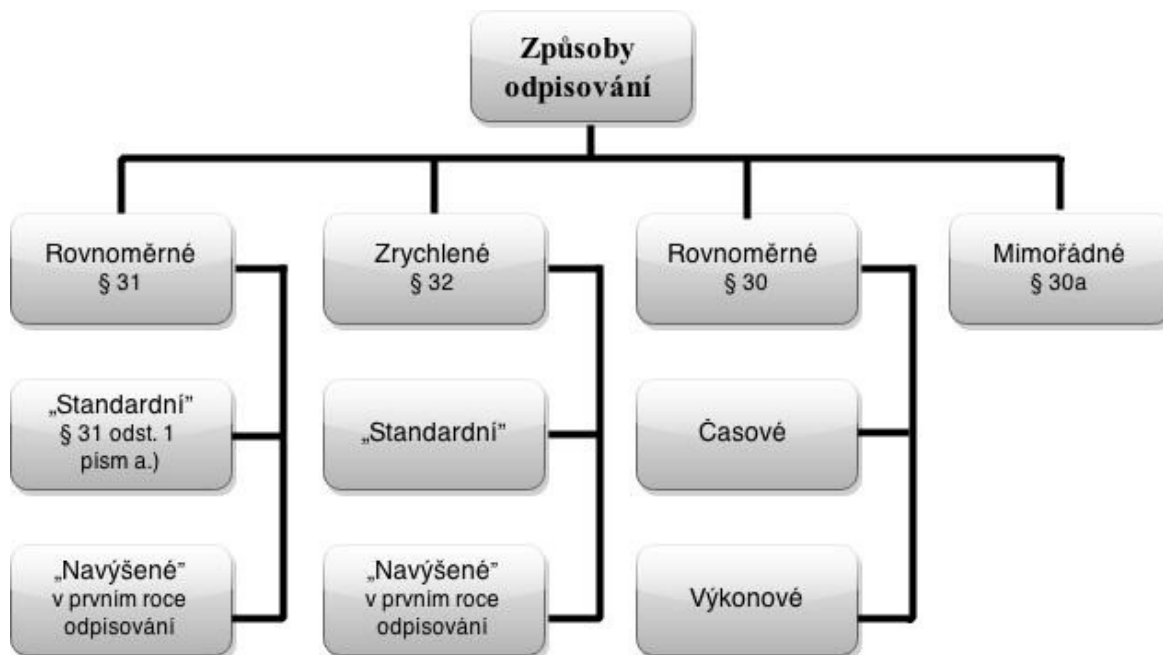 Způsoby
odpisování
Rovnoměrné
§ 31
Zrychlené
§ 32
Rovnoměrné
§ 30
Mimořádné
§ 30a
„Standardní”
§ 31 odst. 1
písm a.)
„Standardní”
Časové
„Navýšené”
v prvním roce
odpisování
„Navýšené”
v prvním roce
odpisování
Výkonové